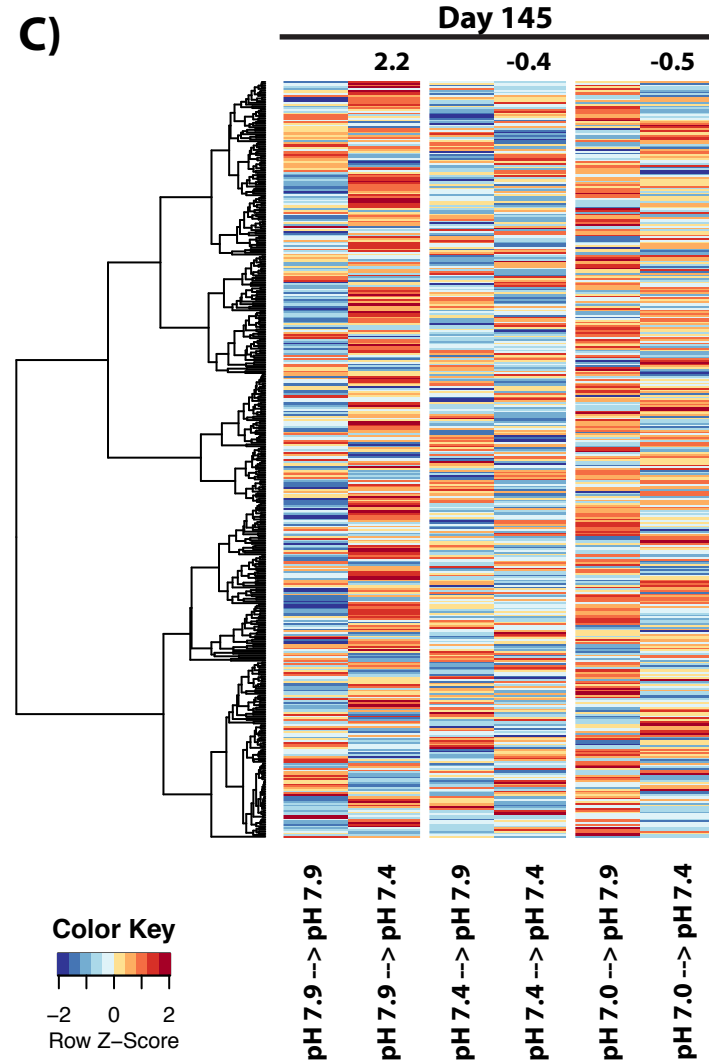 C)
Day 145
2.2 -0.4 -0.5
pH 7.9 --> pH 7.9
pH 7.9 --> pH 7.4
pH 7.4 --> pH 7.9
pH 7.4 --> pH 7.4
pH 7.0 --> pH 7.9
pH 7.0 --> pH 7.4
Color Key
−2 0 2
Row Z−Score